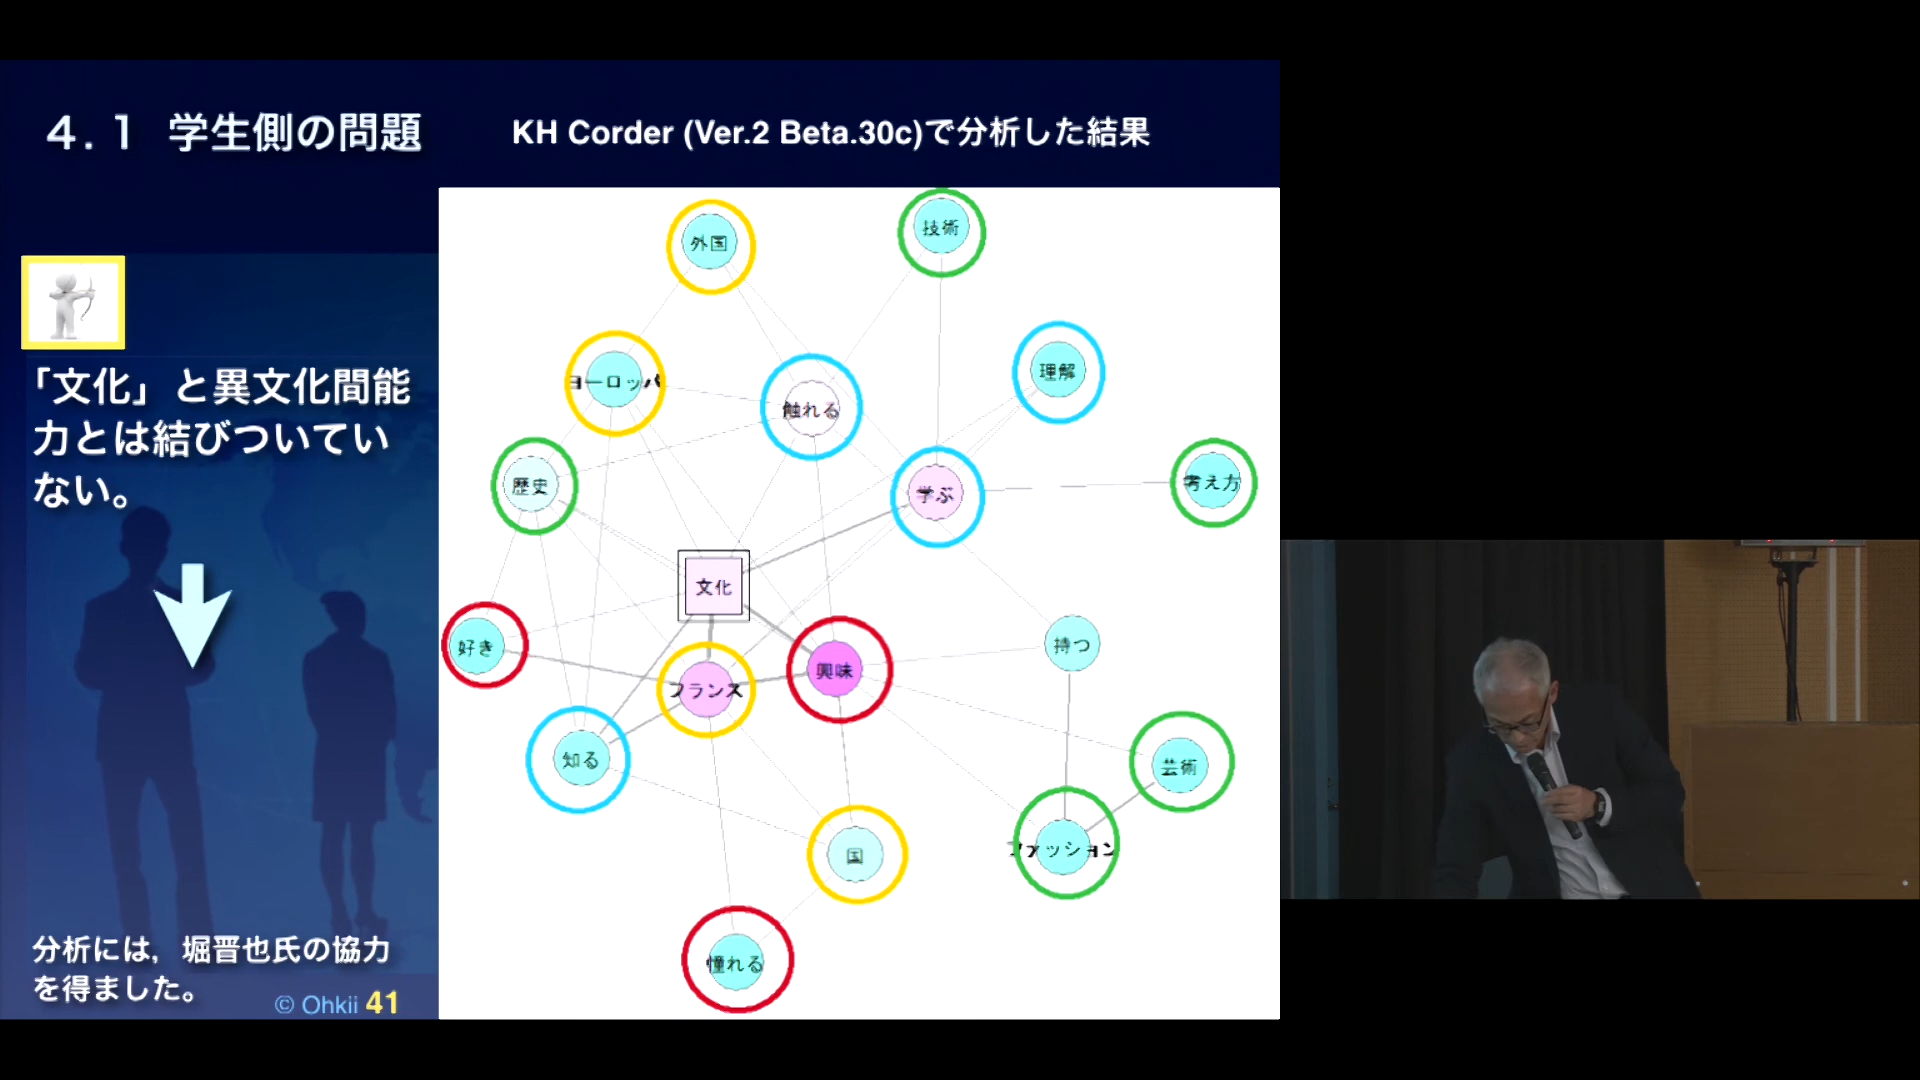 ４.１ 学生側の問題
KH Corder (Ver.2 Beta.30c)で分析した結果
「文化」と異文化間能
力とは結びついてい
ない。
分析には，堀晋也氏の協力
を得ました。
© Ohkii 41
外国
技術
ヨーロッパ
理解
触れる
歴史
学ぶ
考え方
文化
好き
興味
持つ
フランス
知る
芸術
国
ファッション
憧れる